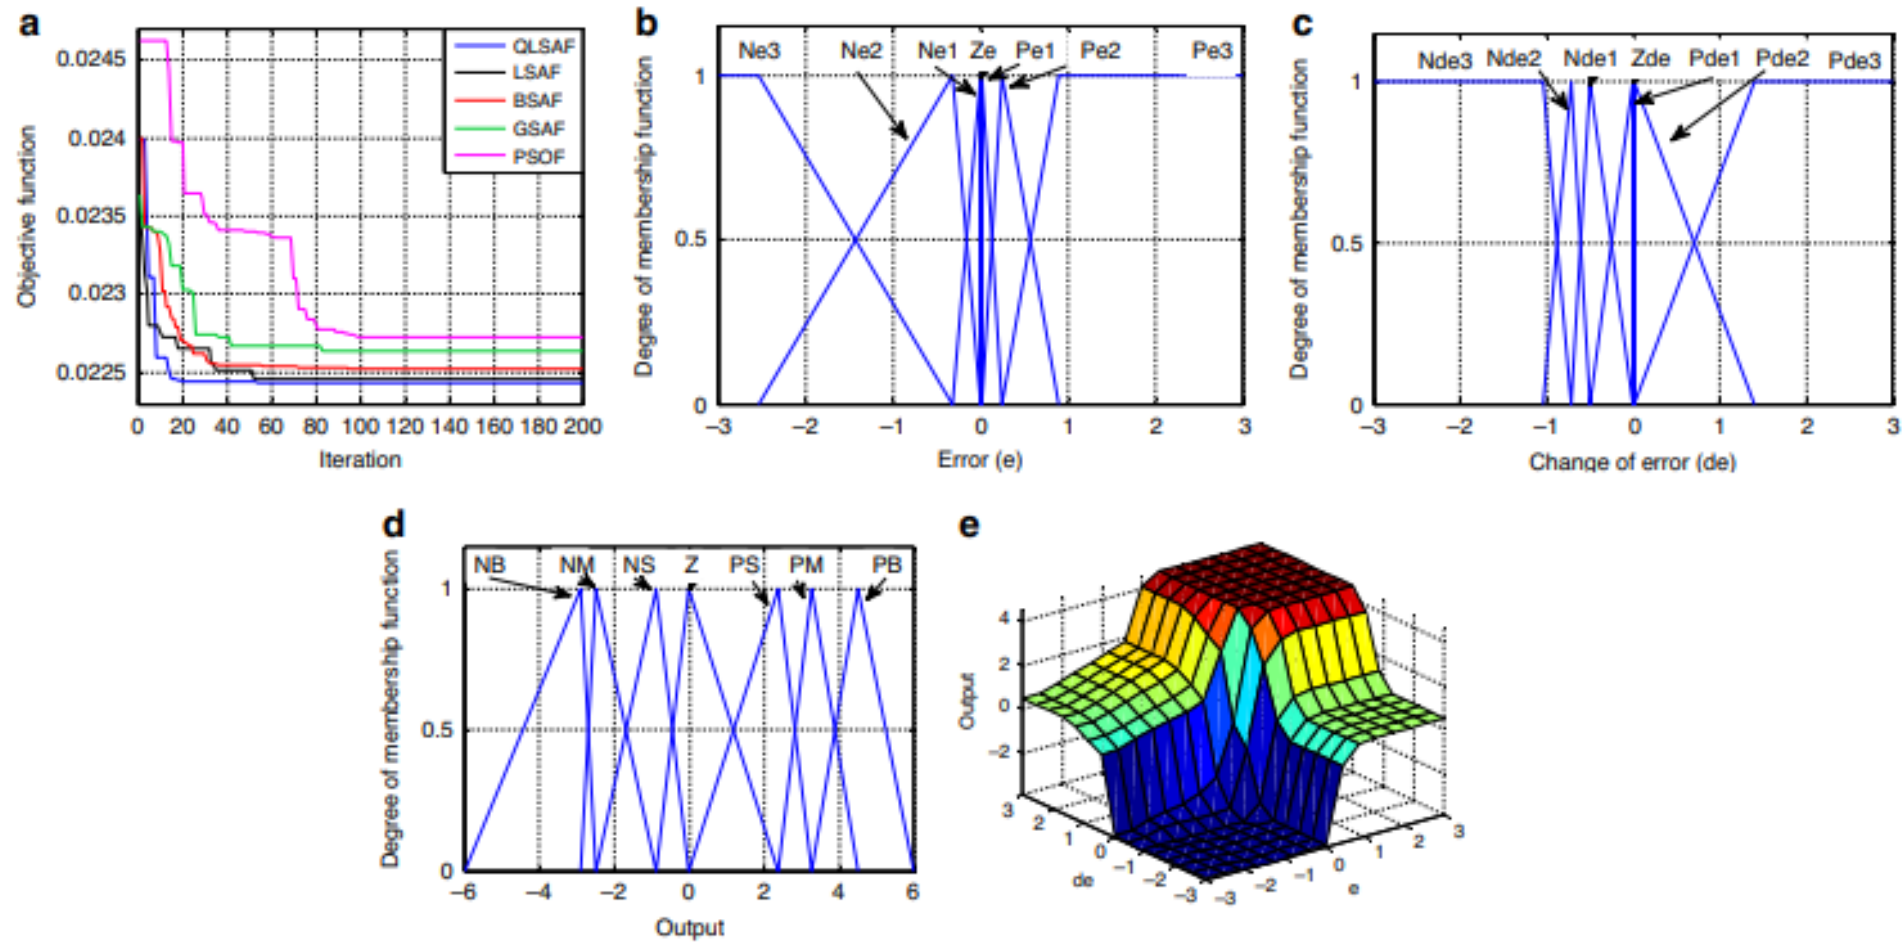 a
0.0245
0.024
0.0235
0.023
0.0225
0 20 40 60 80 100 120 140 160 180 200
Objective function
Iteration
QLSAF
LSAF
BSAF
GSAF
PSOF
b
Ne3 Ne2 Ne1 Ze Pe1 Pe2 Pe3
1
0.5
0
−3 −2 −1 0 1 2 3
Degree of membership function
Error (e)
c
Nde3 Nde2 Nde1 Zde Pde1 Pde2 Pde3
1
0.5
0
−3 −2 −1 0 1 2 3
Degree of membership function
Change of error (de)
d
NB NM NS Z PS PM PB
1
0.5
0
−6 −4 −2 0 2 4 6
Degree of membership function
Output
e
4
2
0
−2
Output
3 2 1 0 −1 −2 −3
de
−3 −2 −1 0 1 2 3
e